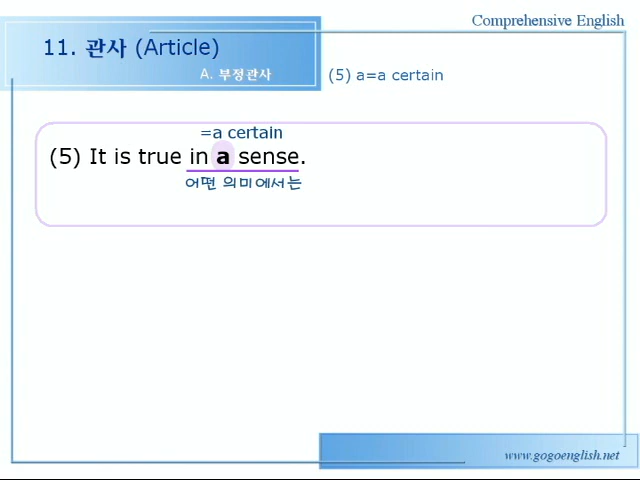 Comprehensive English
11. 관사 (Article)
A. 부정관사
(5) a=a certain
=a certain
(5) It is true in a sense.
어떤 의미에서는
www.gogoenglish.net